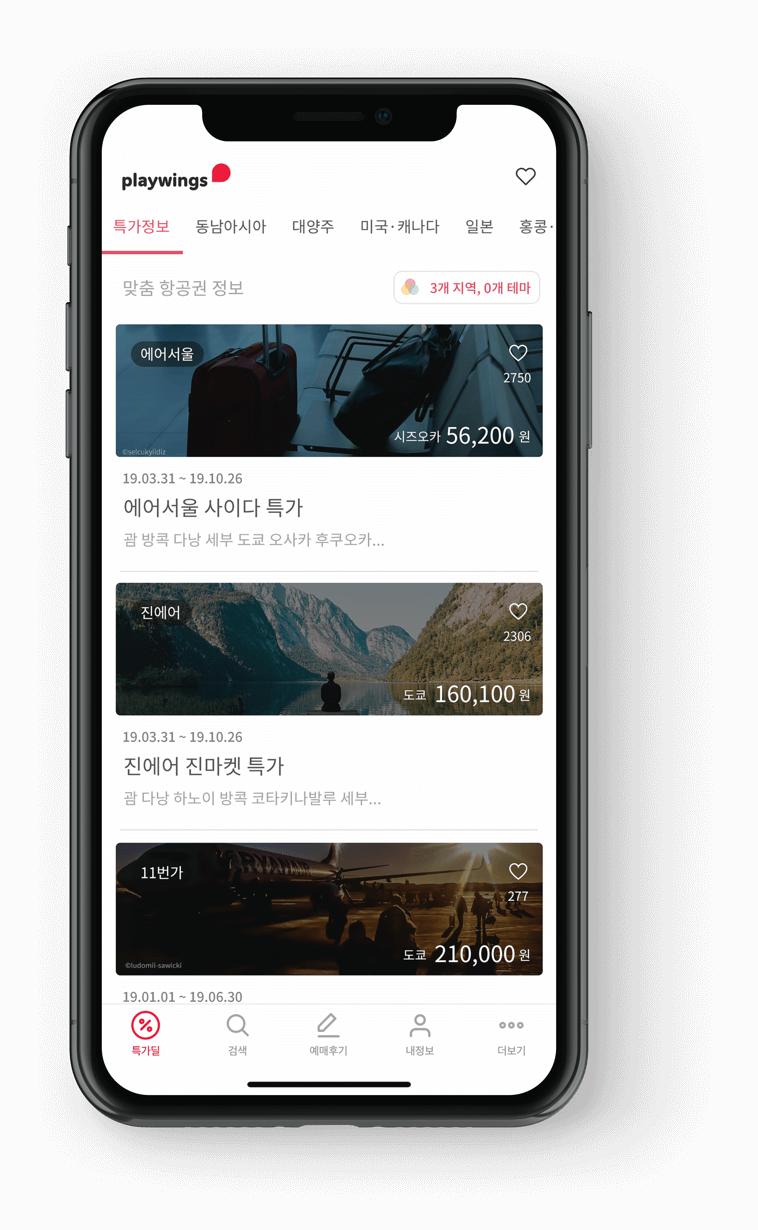 playwings
특가정보 동남아시아 대양주 미국·캐나다 일본 홍콩·
맞춤 항공권 정보 3개 지역, 0개 테마
에어서울
2750
시즈오카 56,200 원
©selcukyildiz
19.03.31 ~ 19.10.26
에어서울 사이다 특가
괌 방콕 다낭 세부 도쿄 오사카 후쿠오카...
진에어
2306
도쿄 160,100 원
19.03.31 ~ 19.10.26
진에어 진마켓 특가
괌 다낭 하노이 방콕 코타키나발루 세부...
11번가
277
도쿄 210,000 원
©ludomil-sawicki
19.01.01 ~ 19.06.30
특가딜 검색 예매후기 내정보 더보기